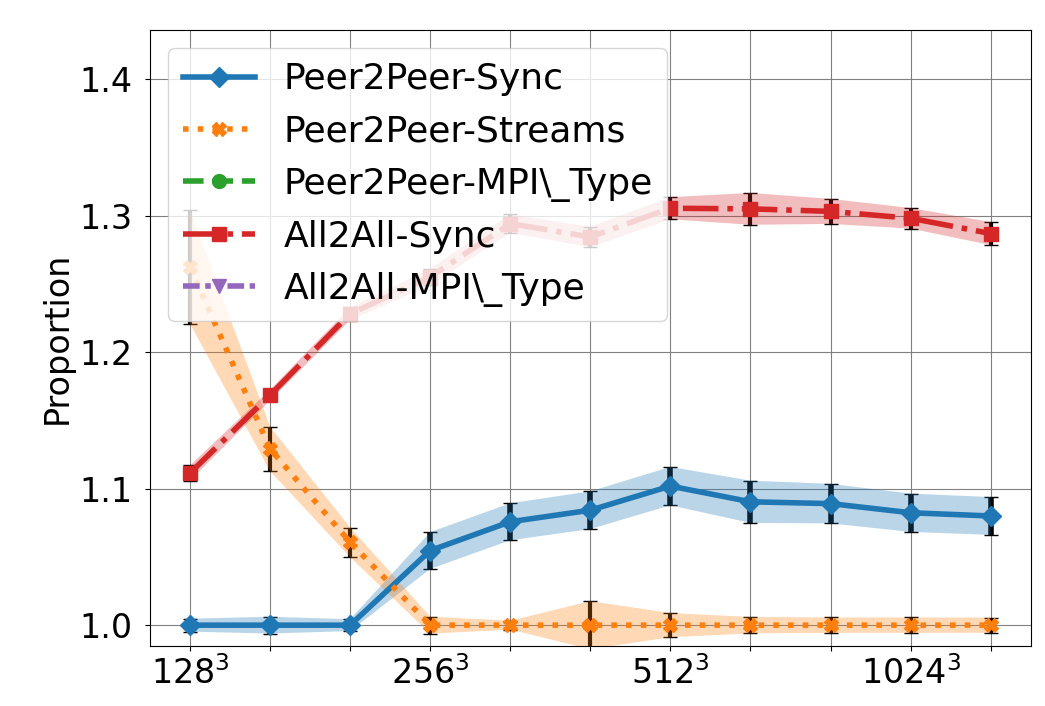 1.4
1.3
1.2
1.1
1.0
Proportion
Peer2Peer-Sync
Peer2Peer-Streams
Peer2Peer-MPI\_Type
All2All-Sync
All2All-MPI\_Type
128³
256³
512³
1024³